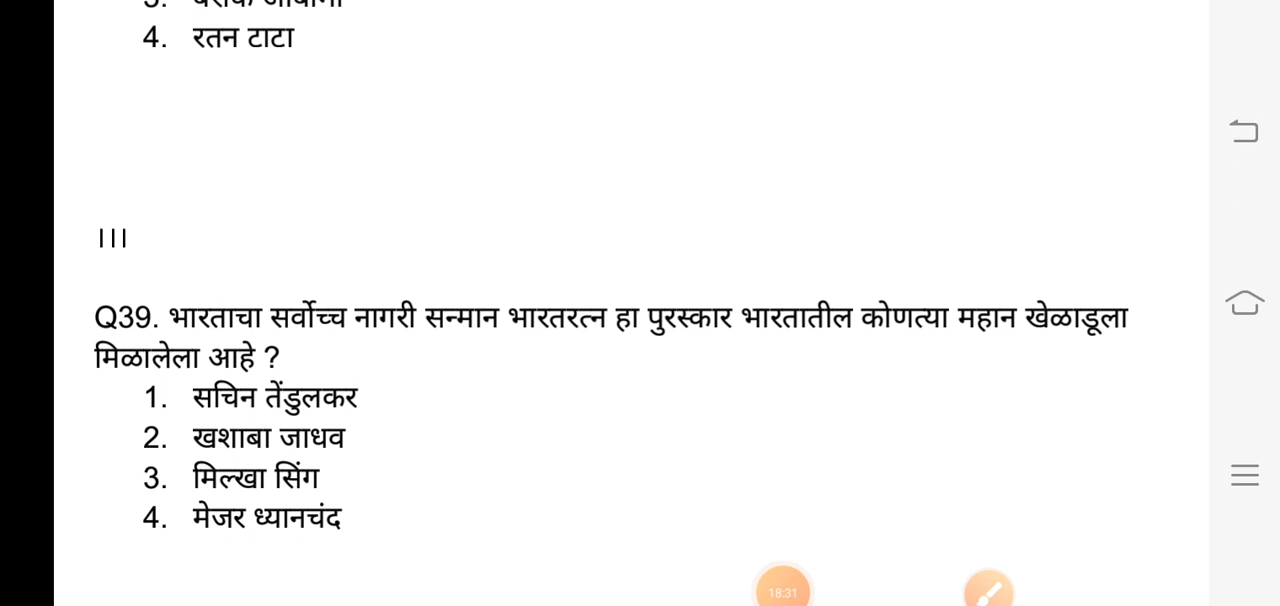 4. रतन टाटा
|||
Q39. भारताचा सर्वोच्च नागरी सन्मान भारतरत्न हा पुरस्कार भारतातील कोणत्या महान खेळाडूला
मिळालेला आहे ?
1. सचिन तेंडुलकर
2. खशाबा जाधव
3. मिल्खा सिंग
4. मेजर ध्यानचंद
18:31